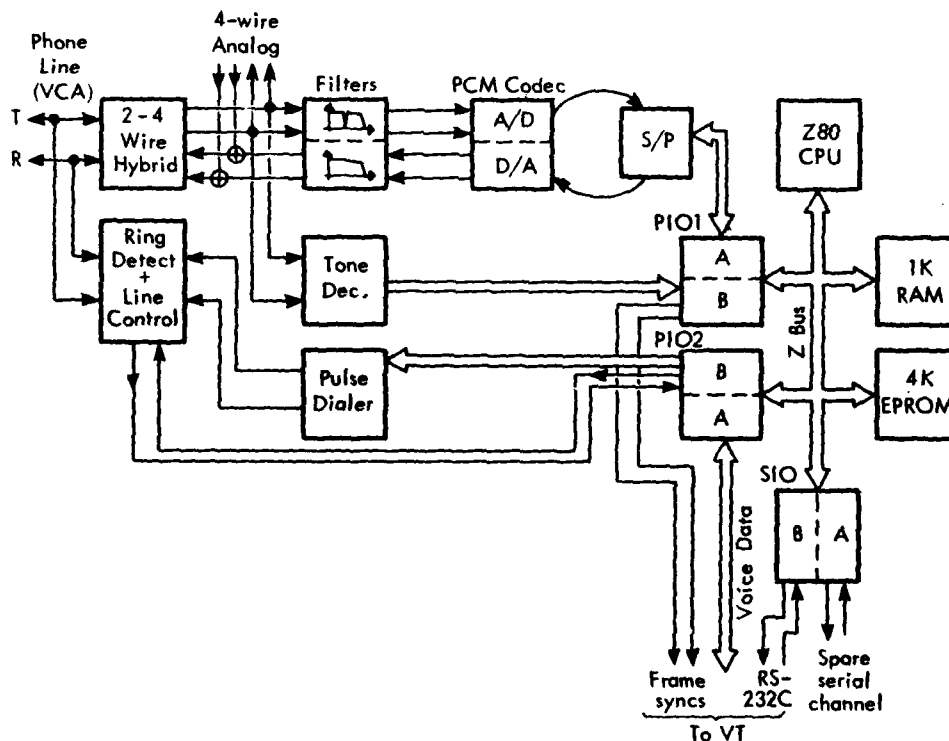 4-wire
Analog
Phone
Line
(VCA)
T
R
2-4
Wire
Hybrid
Filters
PCM Codec
A/D
D/A
S/P
Z80
CPU
Ring
Detect
+
Line
Control
Tone
Dec.
Pulse
Dialer
PIO1
A
B
PIO2
B
A
Z Bus
1K
RAM
4K
EPROM
SIO
B
A
Voice Data
Frame
syncs
RS-
232C
Spare
serial
channel
To VT